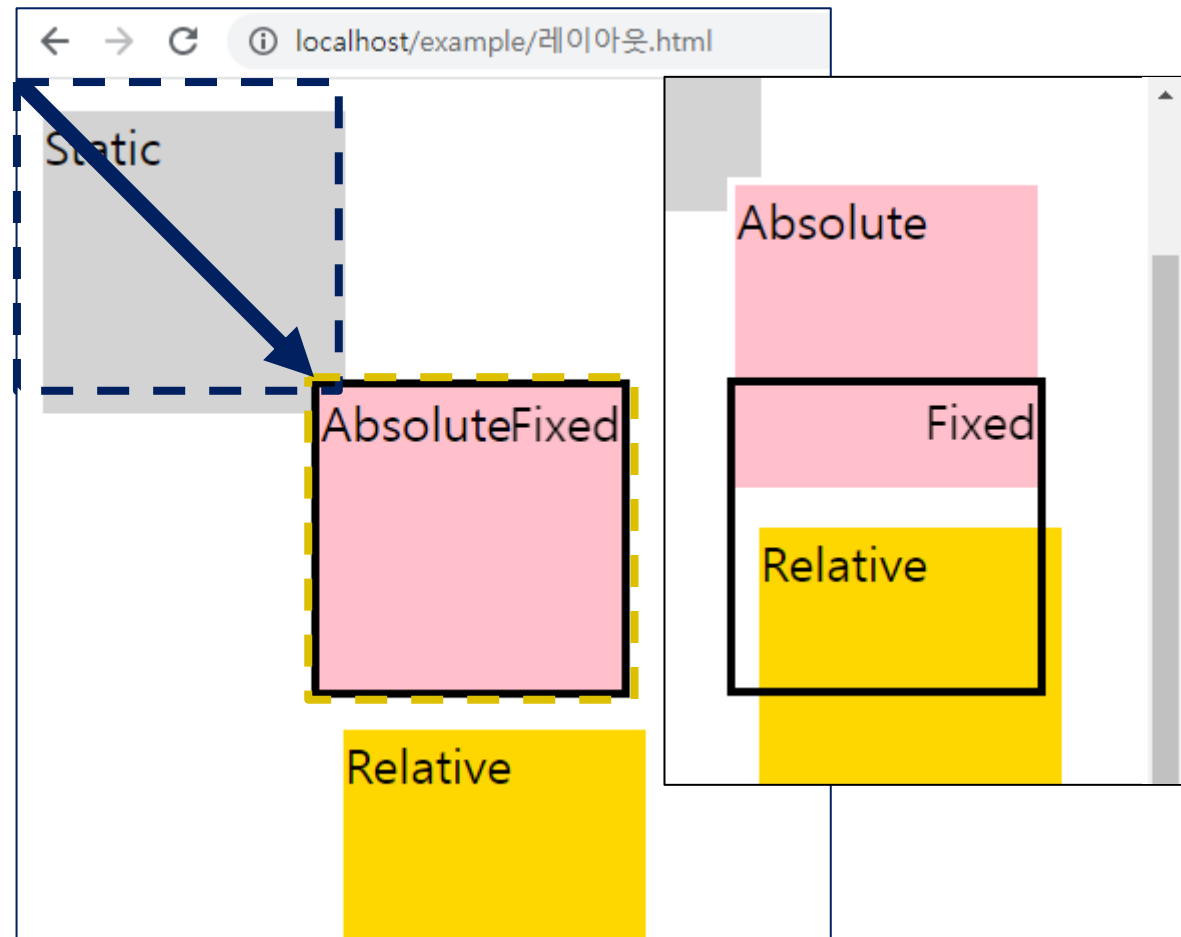 localhost/example/레이아웃.html
Static
AbsoluteFixed
Relative
Absolute
Fixed
Relative